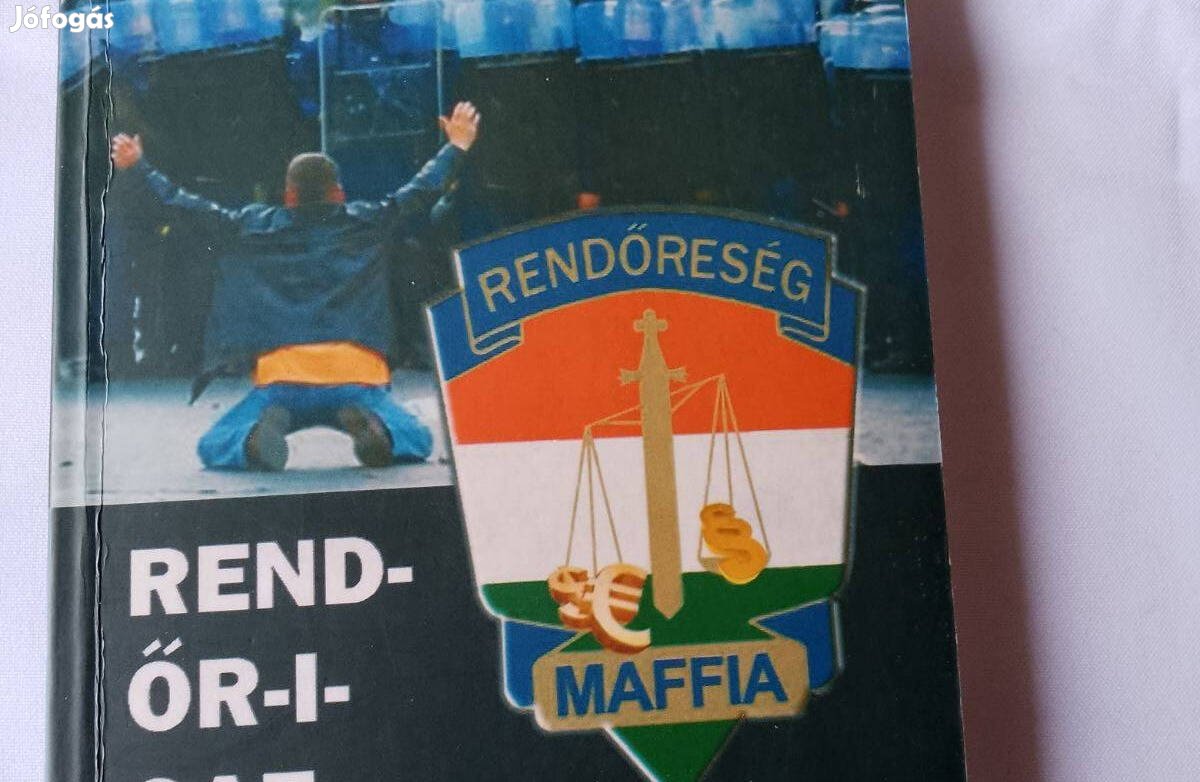 Jófogás
RENDŐRESÉG
MAFFIA
REND-
ŐR-I-